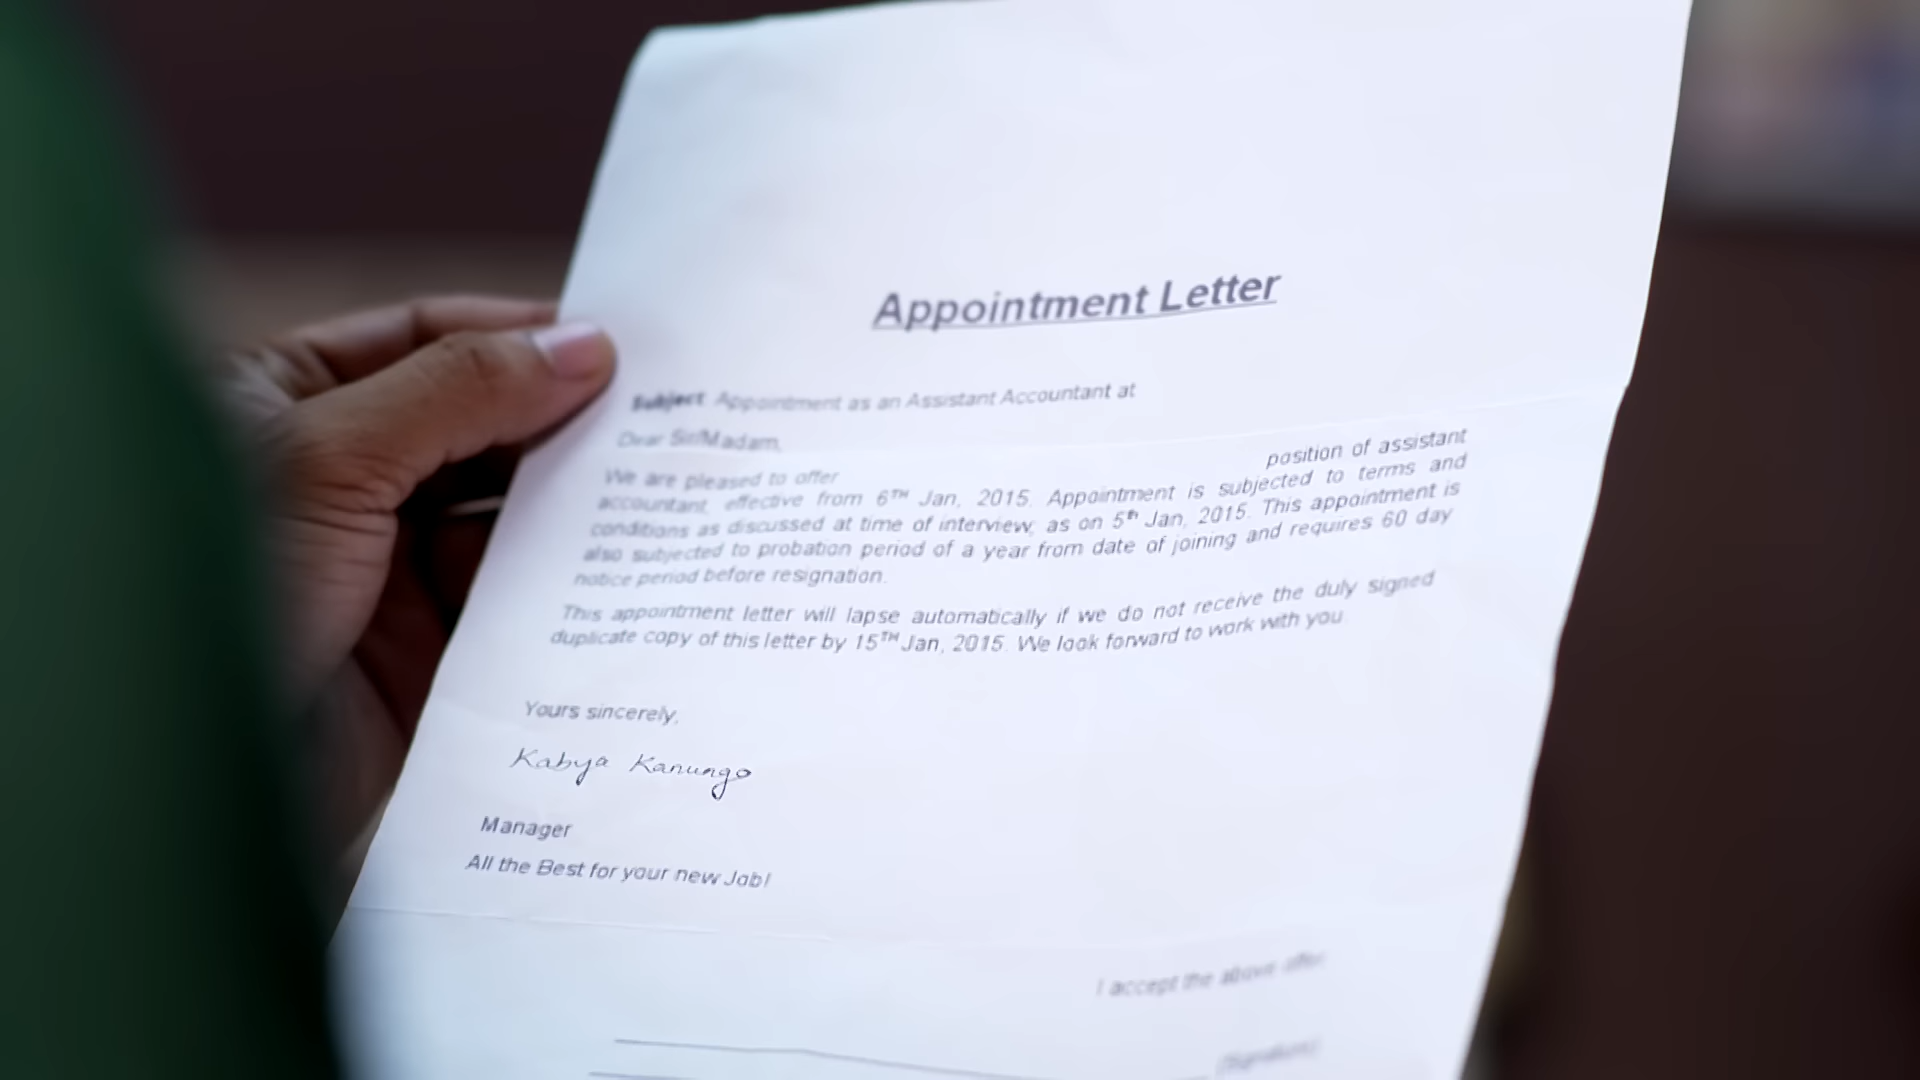 Appointment Letter
Subject Appointment as an Assistant Accountant at
Dear Sir/Madam,
We are pleased to offer position of assistant
accountant, effective from 6TH Jan, 2015. Appointment is subjected to terms and
conditions as discussed at time of interview, as on 5th Jan, 2015. This appointment is
also subjected to probation period of a year from date of joining and requires 60 day
notice period before resignation.
This appointment letter will lapse automatically if we do not receive the duly signed
duplicate copy of this letter by 15TH Jan, 2015. We look forward to work with you
Yours sincerely,
Kabya Kanungo
Manager
All the Best for your new Job!
I accept the above offer
(Signature)